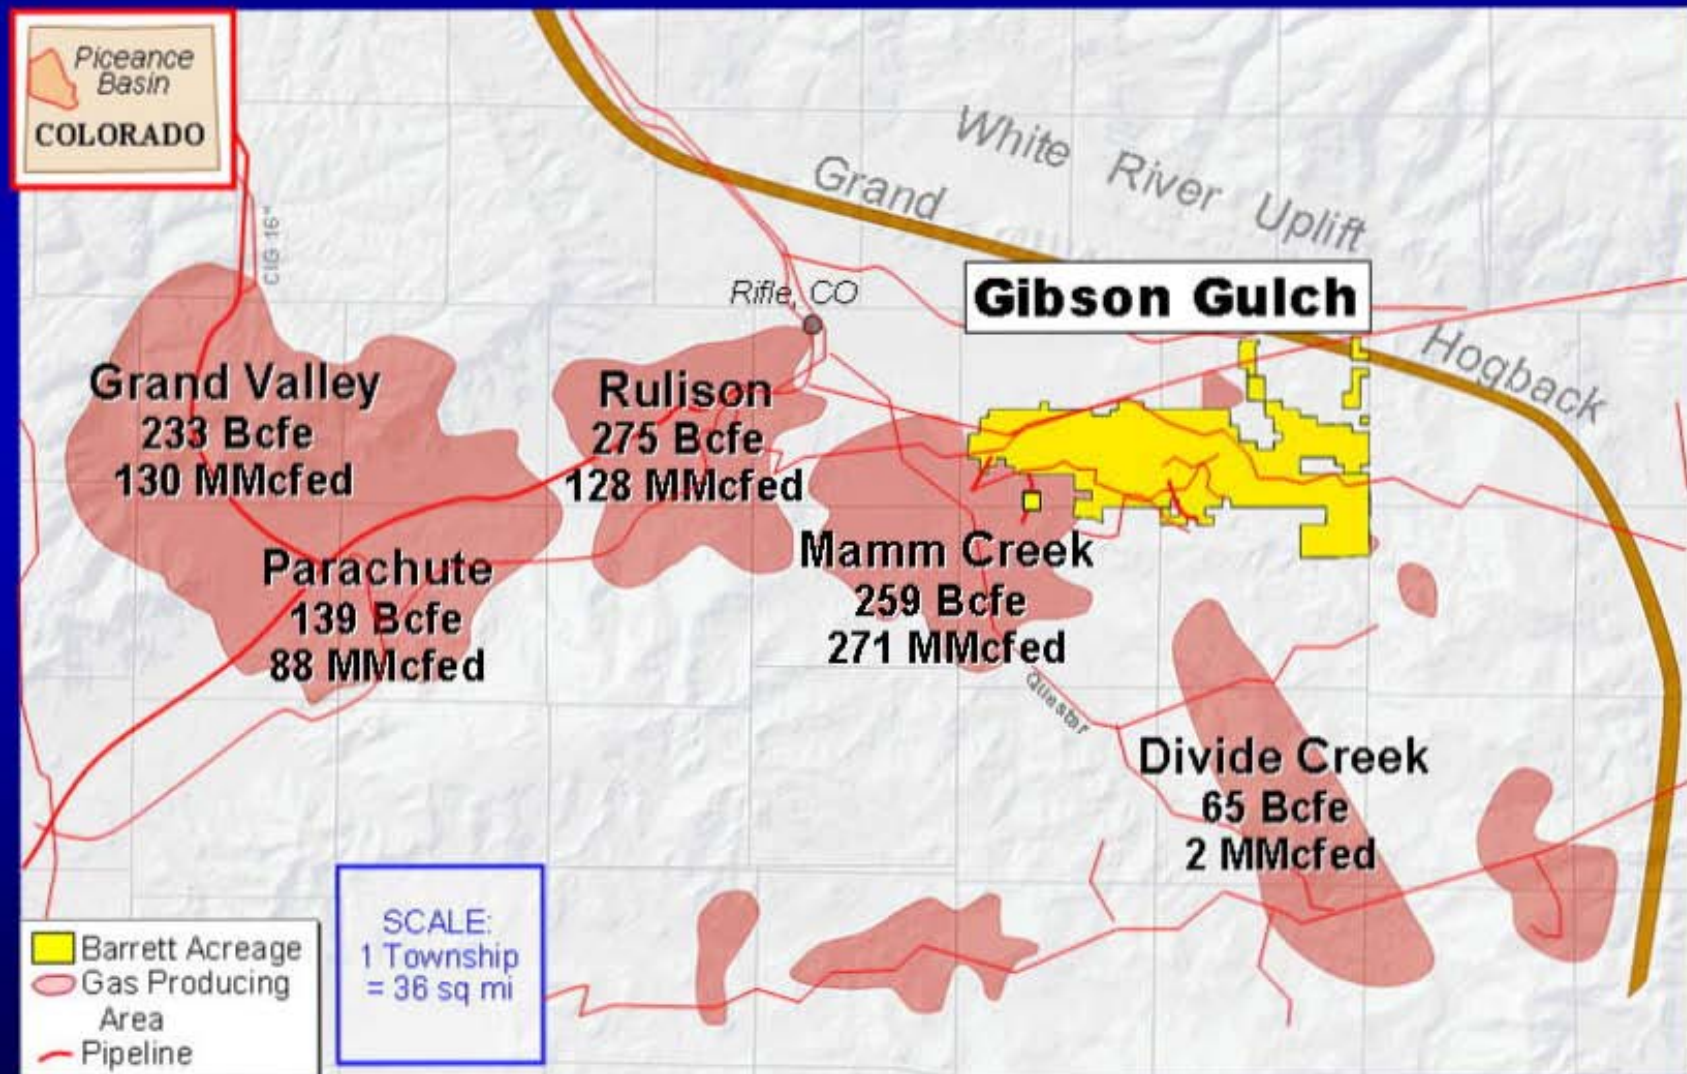 Piceance
Basin
COLORADO
CIG 16"
White River Uplift
Grand
Hogback
Rifle, CO
Gibson Gulch
Grand Valley
233 Bcfe
130 MMcfed
Rulison
275 Bcfe
128 MMcfed
Parachute
139 Bcfe
88 MMcfed
Mamm Creek
259 Bcfe
271 MMcfed
Questar
Divide Creek
65 Bcfe
2 MMcfed
SCALE:
1 Township
= 36 sq mi
Barrett Acreage
Gas Producing
Area
Pipeline